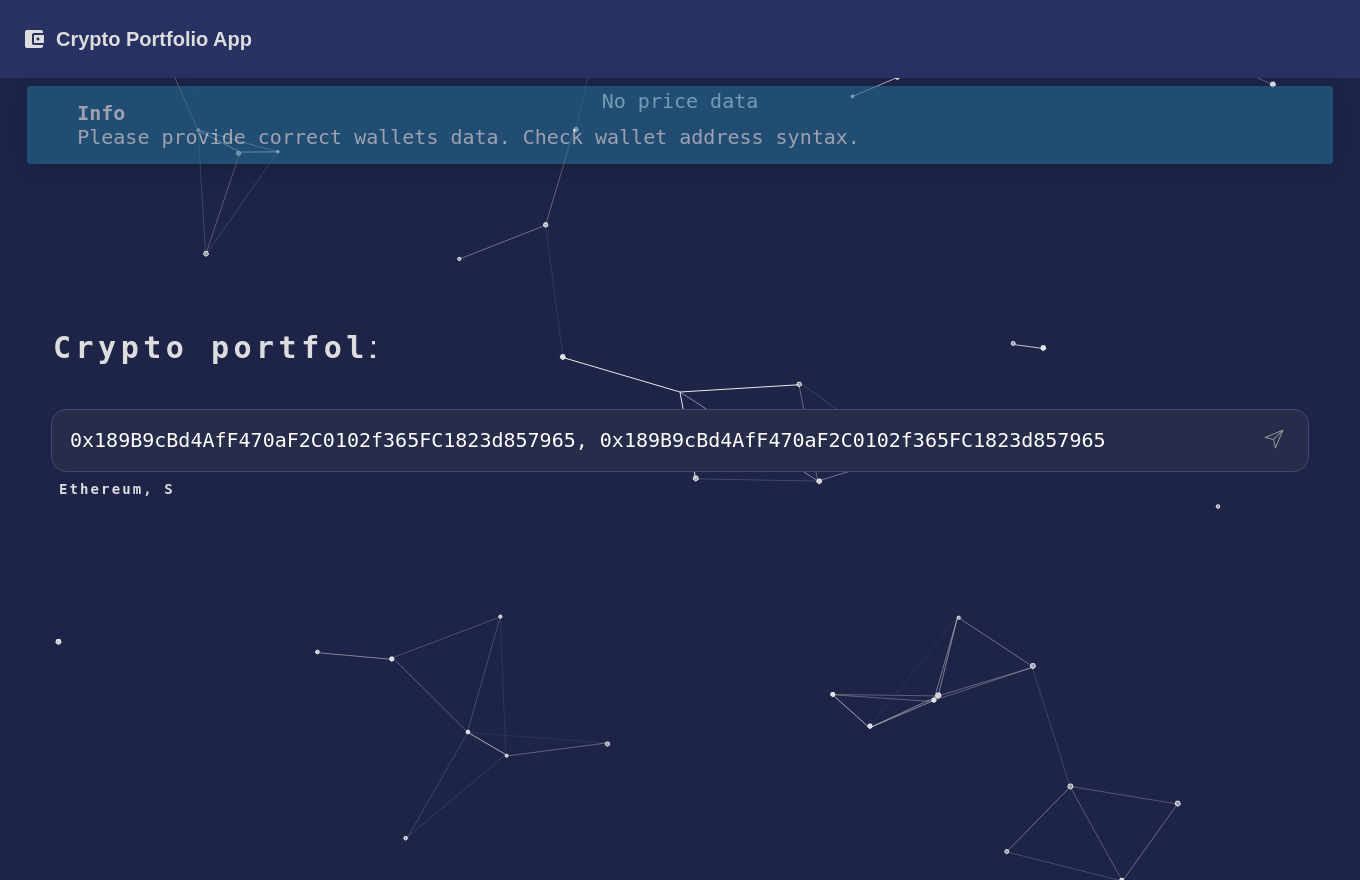 Crypto Portfolio App
No price data
Info
Please provide correct wallets data. Check wallet address syntax.
Crypto portfol:
0x189B9cBd4AfF470aF2C0102f365FC1823d857965, 0x189B9cBd4AfF470aF2C0102f365FC1823d857965
Ethereum, S